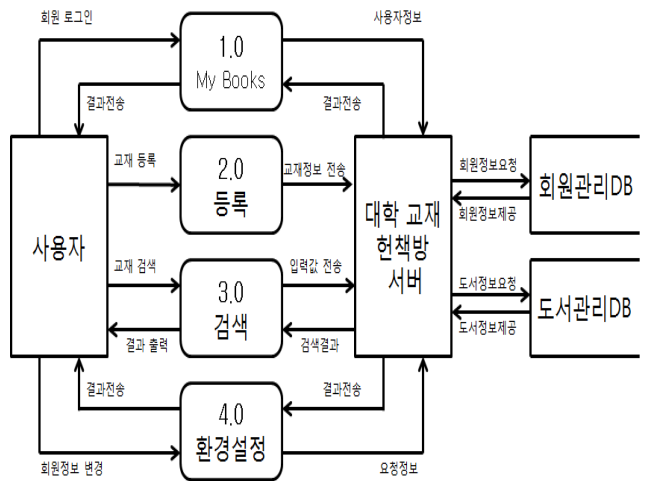 회원 로그인
1.0
My Books
사용자정보
결과전송
결과전송
사용자
교재 등록
2.0
등록
교재정보 전송
대학 교재
헌책방
서버
회원정보요청
회원정보제공
회원관리DB
교재 검색
3.0
검색
입력값 전송
결과 출력
검색결과
도서정보요청
도서정보제공
도서관리DB
결과전송
4.0
환경설정
결과전송
회원정보 변경
요청정보